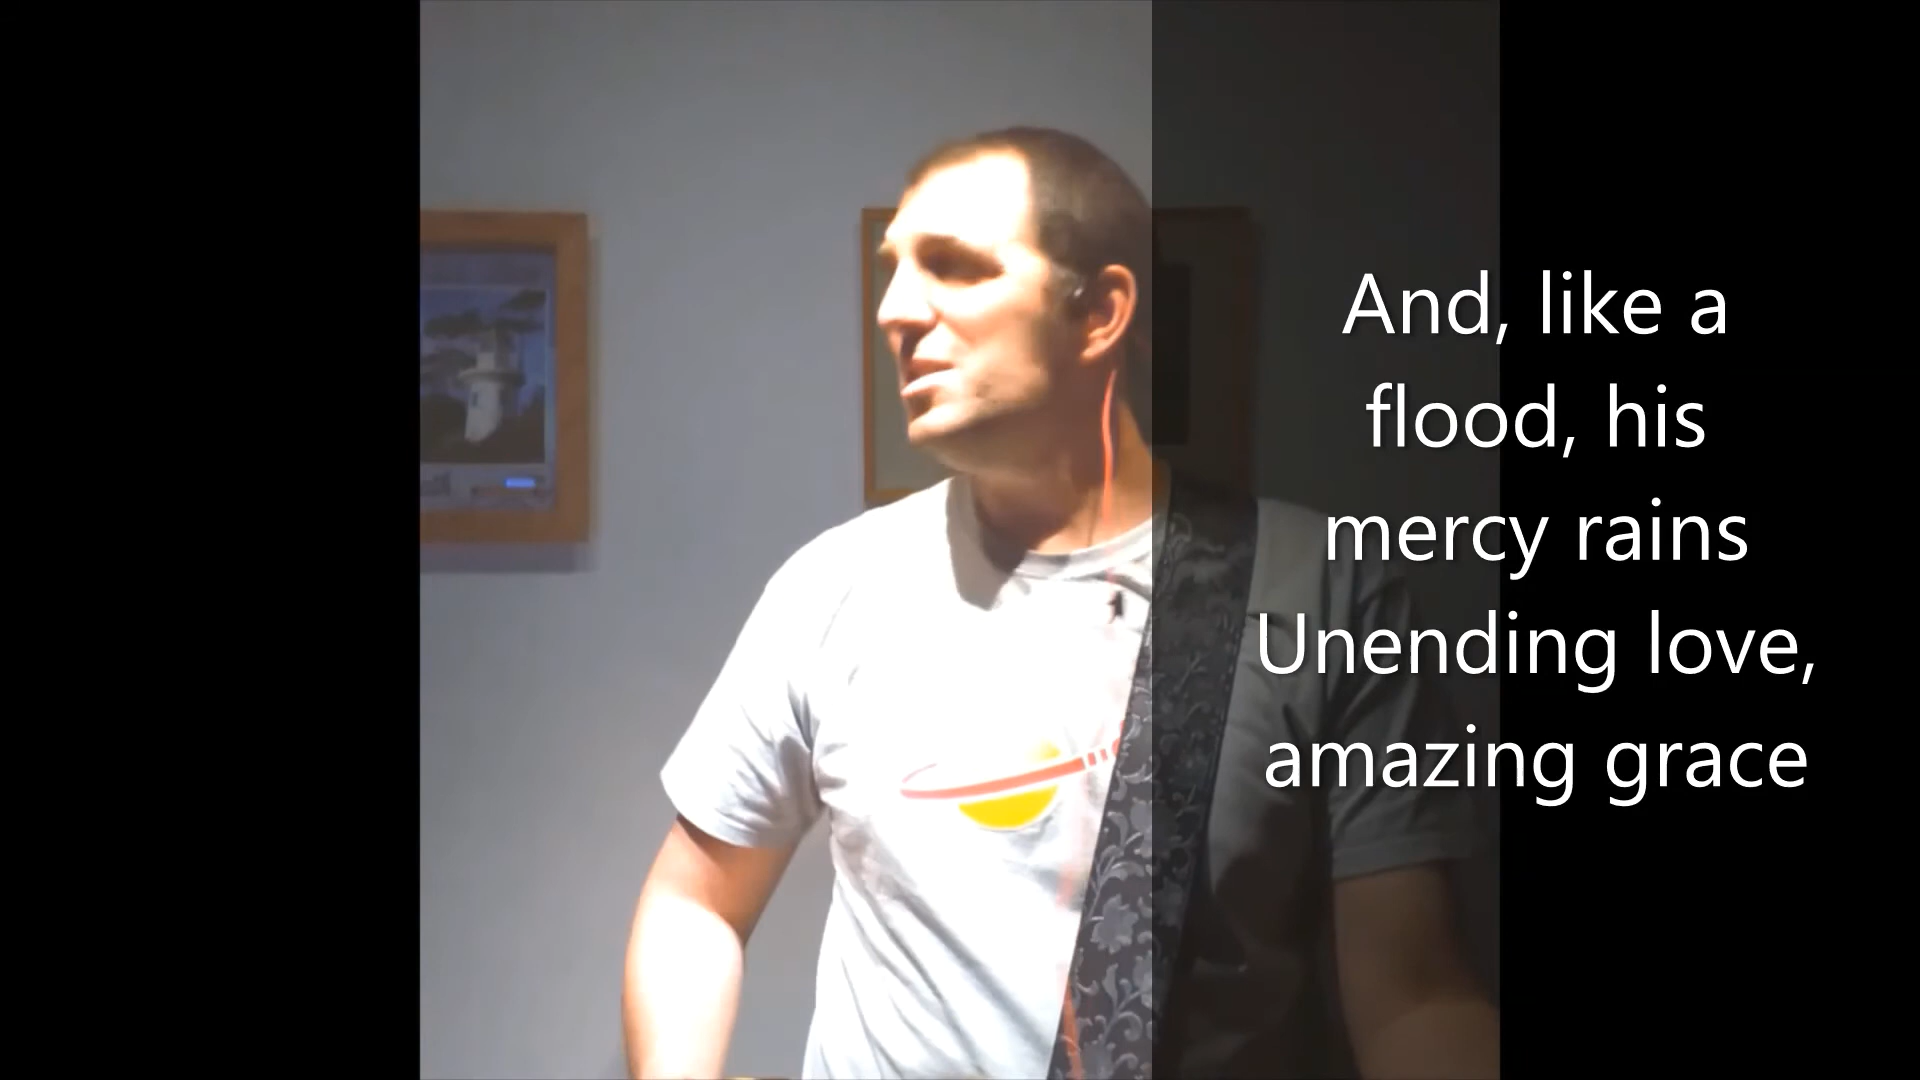 And, like a
flood, his
mercy rains
Unending love,
amazing grace